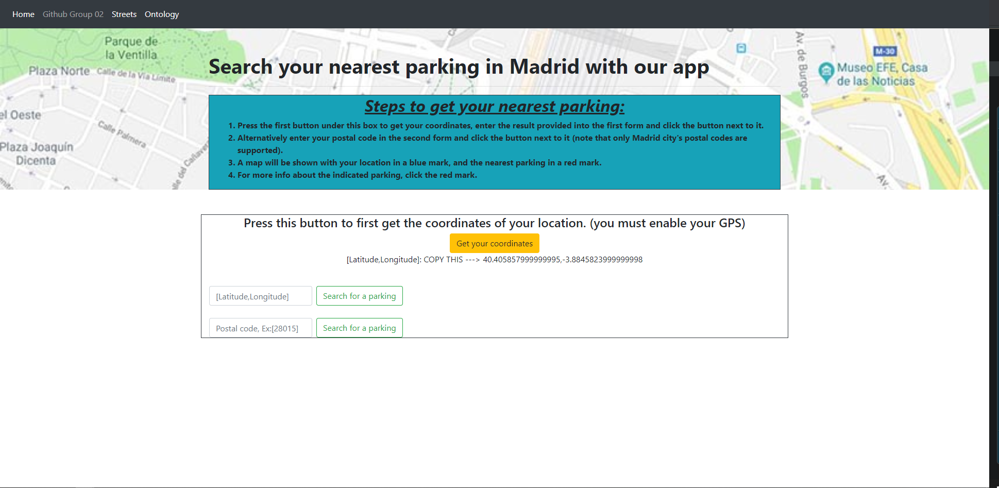 Home Github Group 02 Streets Ontology
Parque de
la Ventilla
Plaza Norte
Calle de la Vía Límite
el Oeste
Calle Palmera
Plaza Joaquín
Dicenta
Av. de Burgos
M-30
Museo EFE, Casa
de las Noticias
Av.
Search your nearest parking in Madrid with our app
Steps to get your nearest parking:
1. Press the first button under this box to get your coordinates, enter the result provided into the first form and click the button next to it.
2. Alternatively enter your postal code in the second form and click the button next to it (note that only Madrid city's postal codes are
supported).
3. A map will be shown with your location in a blue mark, and the nearest parking in a red mark.
4. For more info about the indicated parking, click the red mark.
Press this button to first get the coordinates of your location. (you must enable your GPS)
Get your coordinates
[Latitude,Longitude]: COPY THIS ---> 40.405857999999995,-3.8845823999999998
[Latitude,Longitude] Search for a parking
Postal code, Ex:[28015] Search for a parking